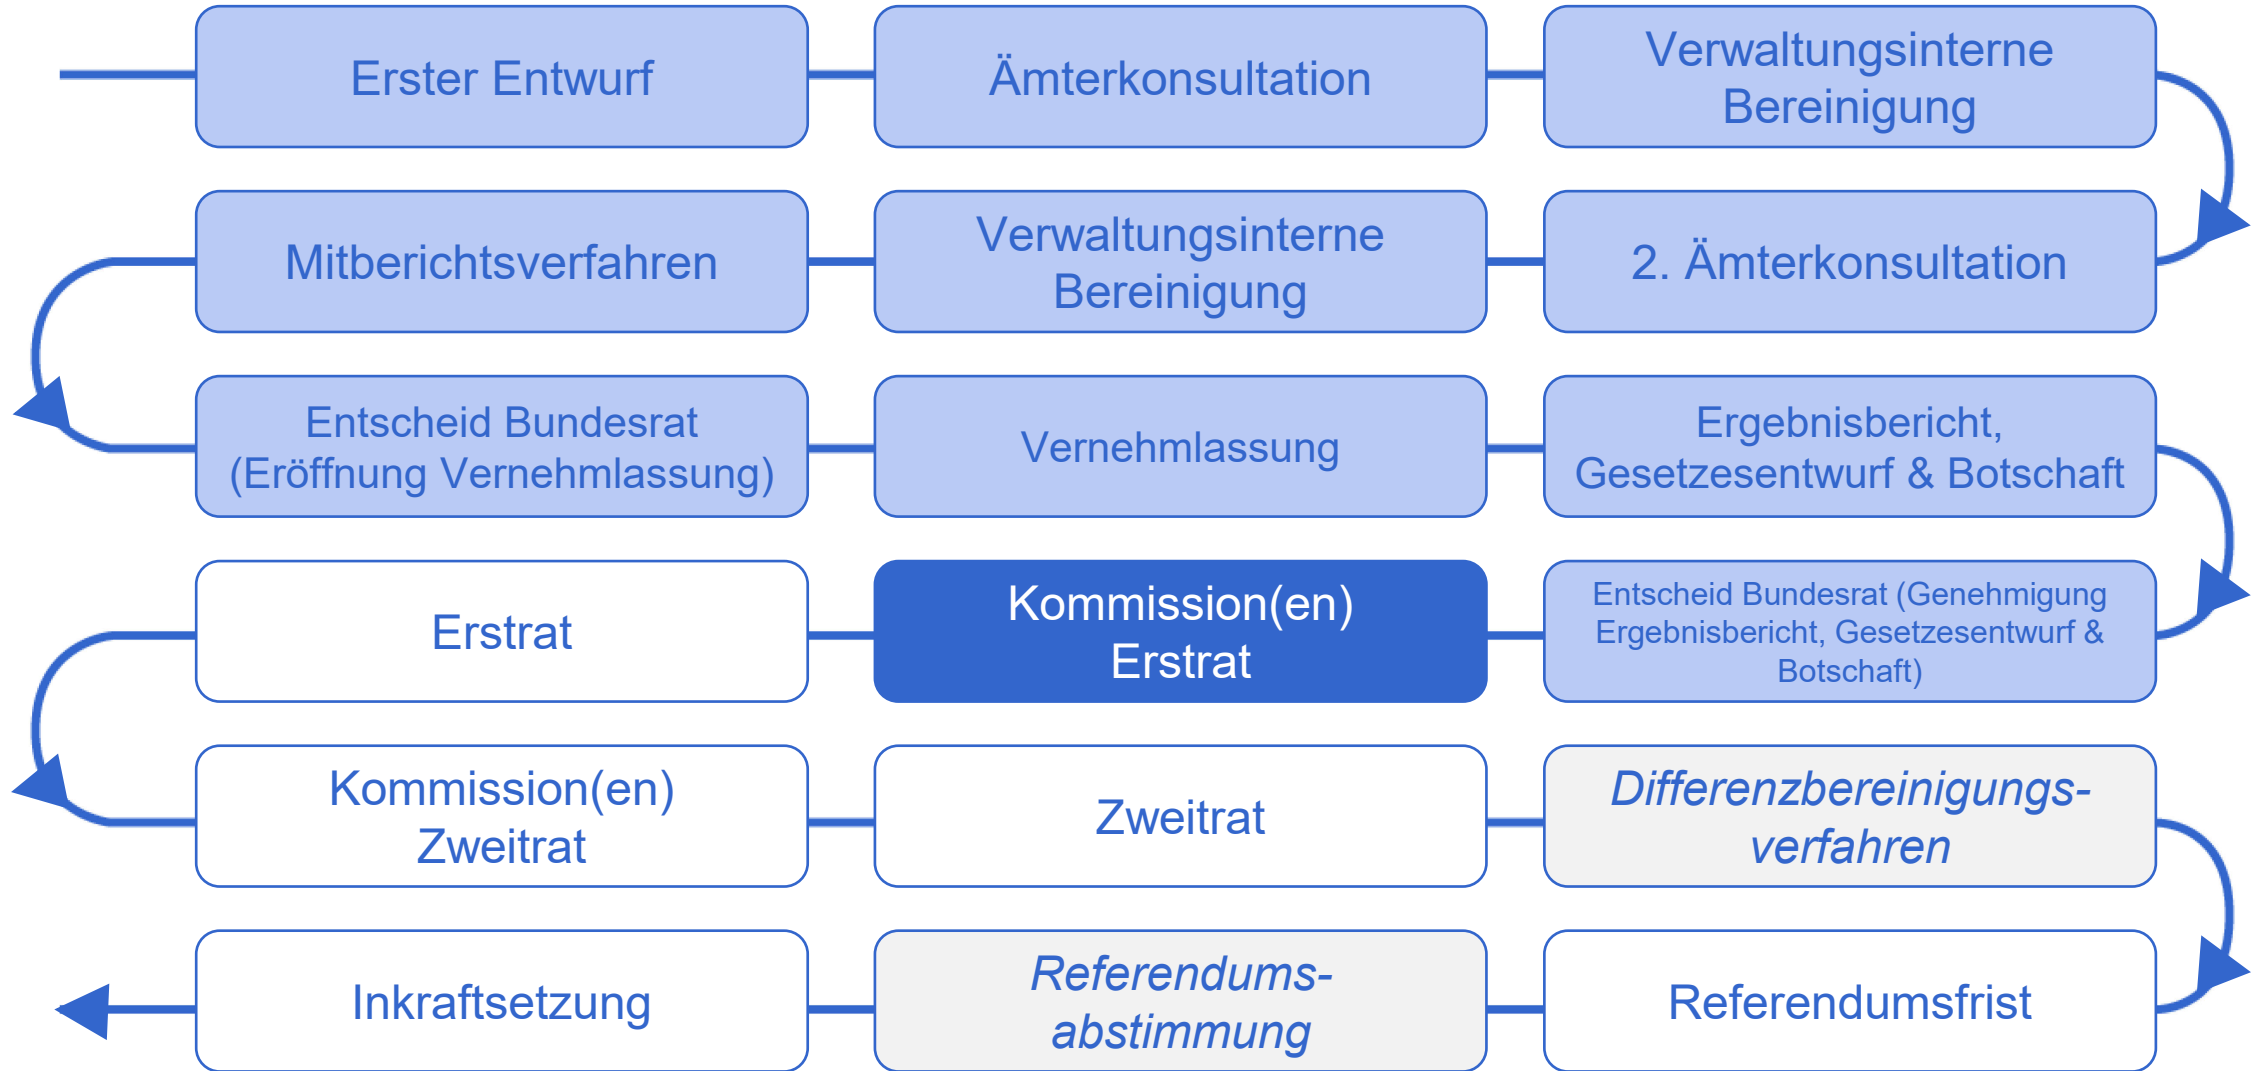 Erster Entwurf
Ämterkonsultation
Verwaltungsinterne
Bereinigung
Mitberichtsverfahren
Verwaltungsinterne
Bereinigung
2. Ämterkonsultation
Entscheid Bundesrat
(Eröffnung Vernehmlassung)
Vernehmlassung
Ergebnisbericht,
Gesetzesentwurf & Botschaft
Erstrat
Kommission(en)
Erstrat
Entscheid Bundesrat (Genehmigung
Ergebnisbericht, Gesetzesentwurf &
Botschaft)
Kommission(en)
Zweitrat
Zweitrat
Differenzbereinigungs-
verfahren
Inkraftsetzung
Referendums-
abstimmung
Referendumsfrist